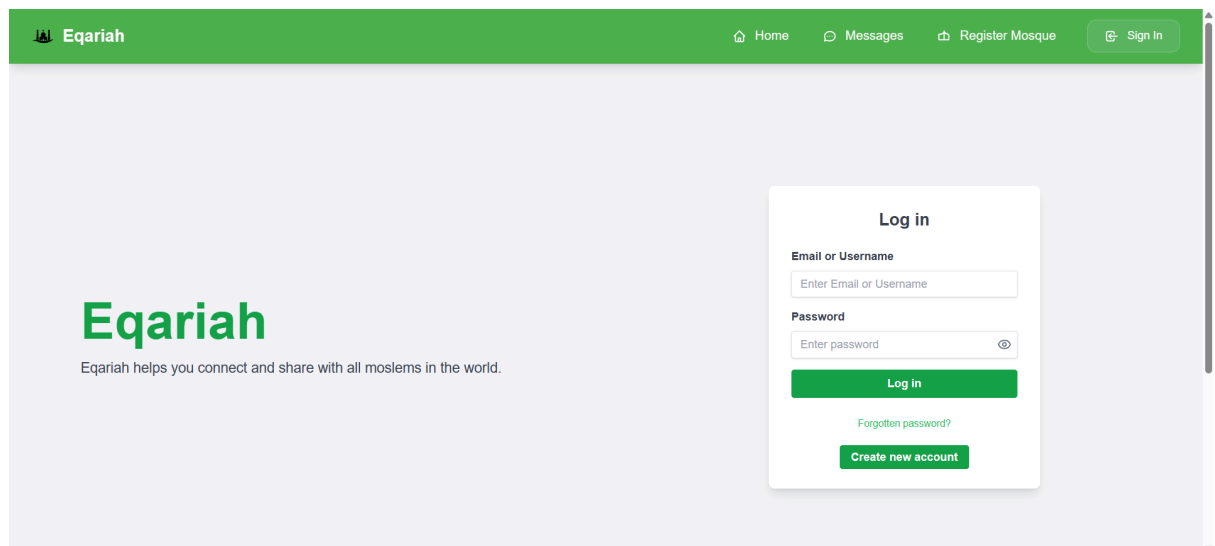 Eqariah
Home
Messages
Register Mosque
Sign In
Eqariah
Eqariah helps you connect and share with all moslems in the world.
Log in
Email or Username
Enter Email or Username
Password
Enter password
Log in
Forgotten password?
Create new account